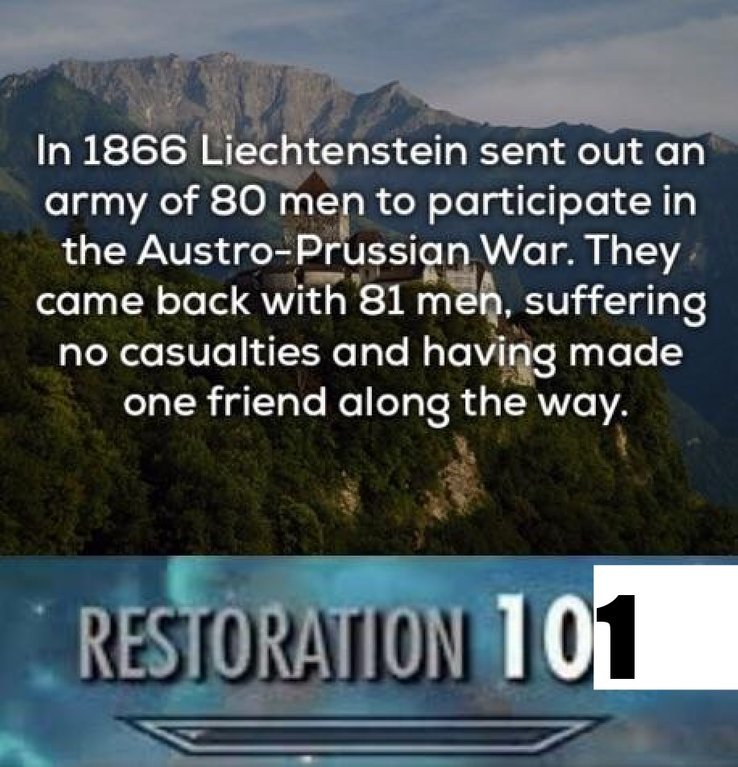 In 1866 Liechtenstein sent out an
army of 80 men to participate in
the Austro-Prussian War. They
came back with 81 men, suffering
no casualties and having made
one friend along the way.
RESTORATION 101